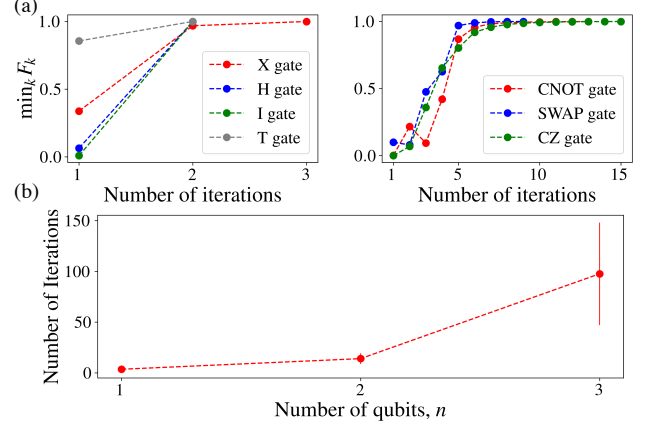 (a)
min_k F_k
1.0
0.5
0.0
X gate
H gate
I gate
T gate
1
2
3
Number of iterations
1.0
0.5
0.0
CNOT gate
SWAP gate
CZ gate
1
5
10
15
Number of iterations
(b)
Number of Iterations
150
100
50
0
1
2
3
Number of qubits, n